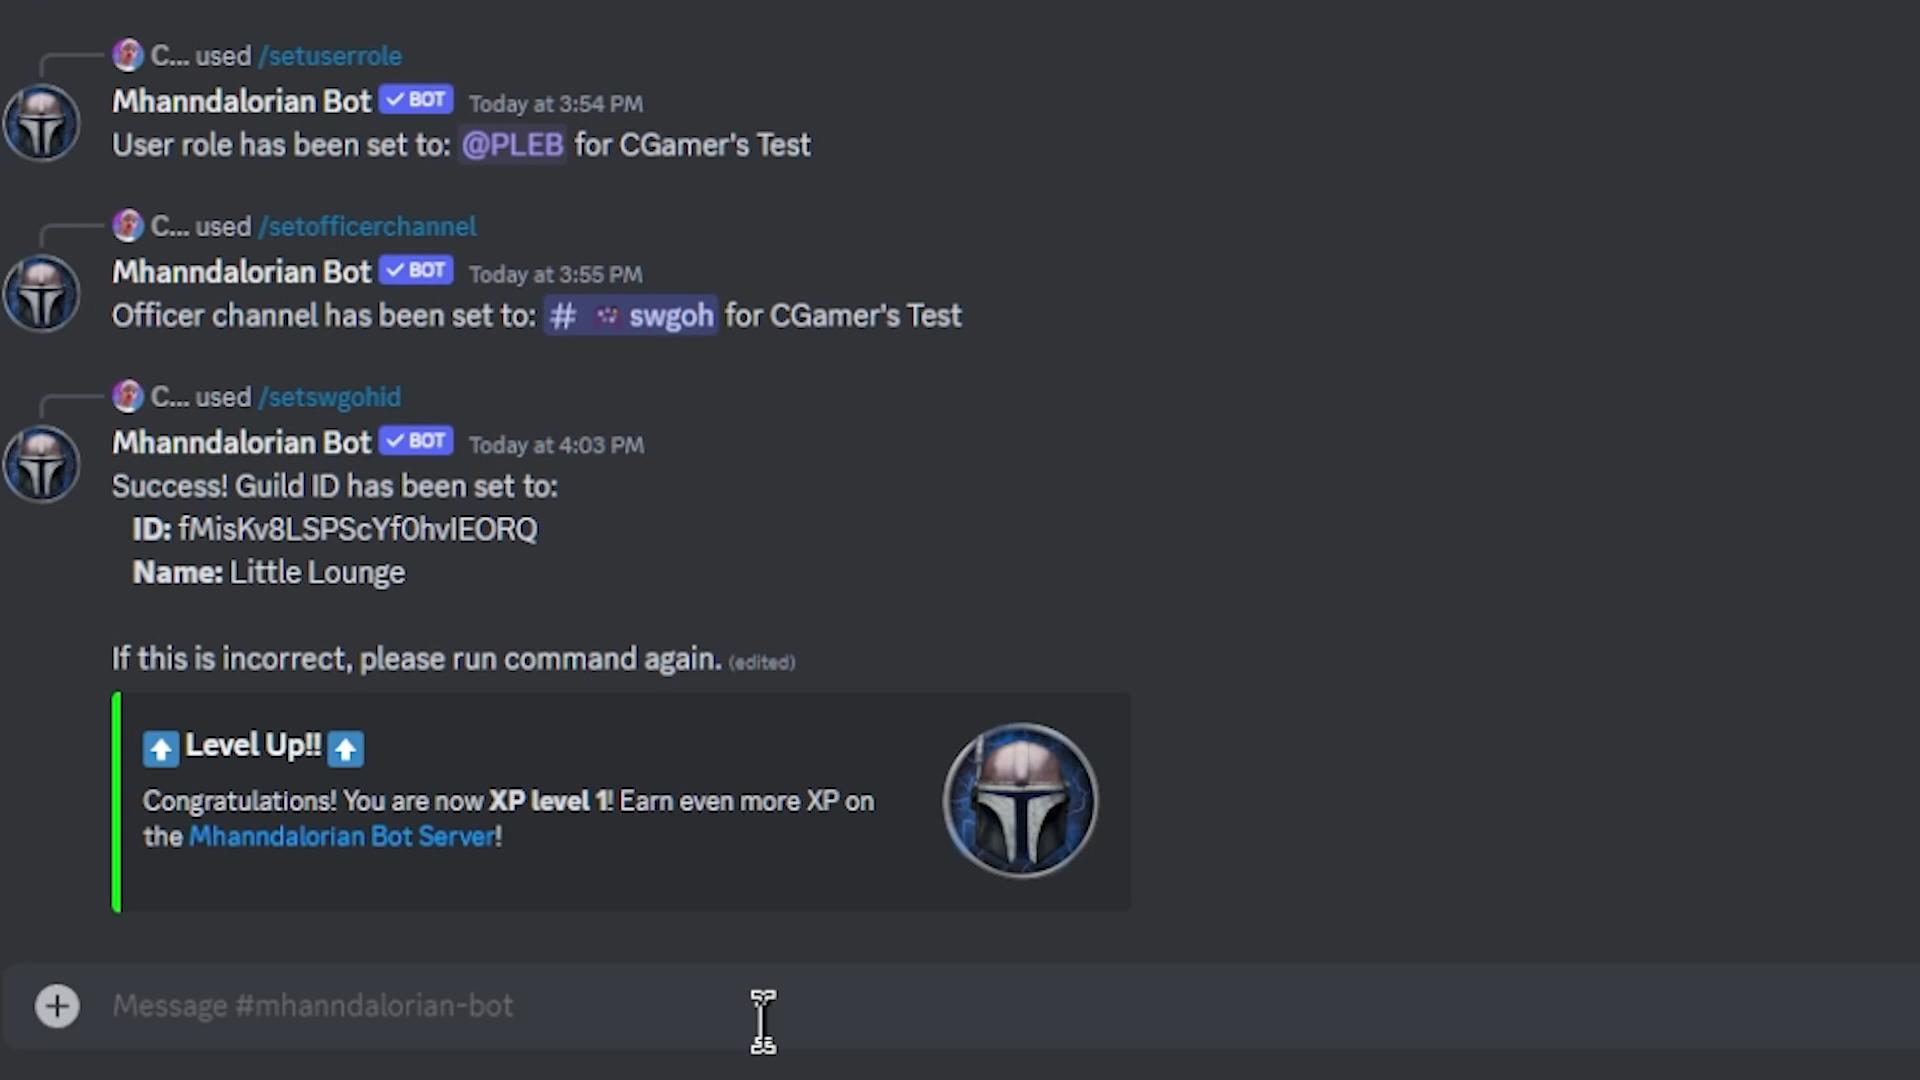 C... used /setuserrole
Mhanndalorian Bot ✓ BOT Today at 3:54 PM
User role has been set to: @PLEB for CGamer's Test
C... used /setofficerchannel
Mhanndalorian Bot ✓ BOT Today at 3:55 PM
Officer channel has been set to: # swgoh for CGamer's Test
C... used /setswgohid
Mhanndalorian Bot ✓ BOT Today at 4:03 PM
Success! Guild ID has been set to:
ID: fMisKv8LSPScYf0hvIEORQ
Name: Little Lounge
If this is incorrect, please run command again. (edited)
Level Up!!
Congratulations! You are now XP level 1! Earn even more XP on
the Mhanndalorian Bot Server!
Message #mhanndalorian-bot